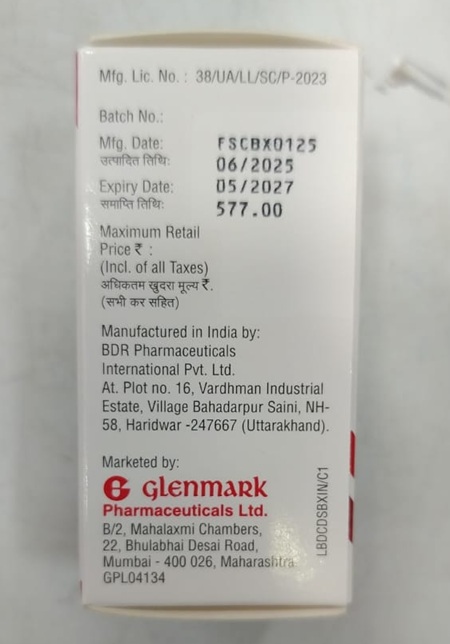 Mfg. Lic. No. : 38/UA/LL/SC/P-2023
Batch No.:
Mfg. Date: FSCBX0125
उत्पादित तिथि: 06/2025
Expiry Date: 05/2027
समाप्ति तिथि: 577.00
Maximum Retail
Price ₹ :
(Incl. of all Taxes)
अधिकतम खुदरा मूल्य ₹.
(सभी कर सहित)
Manufactured in India by:
BDR Pharmaceuticals
International Pvt. Ltd.
At. Plot no. 16, Vardhman Industrial
Estate, Village Bahadarpur Saini, NH-
58, Haridwar -247667 (Uttarakhand).
Marketed by:
G glenmark
Pharmaceuticals Ltd.
B/2, Mahalaxmi Chambers,
22, Bhulabhai Desai Road,
Mumbai - 400 026, Maharashtra.
GPL04134
LBDCDSBXIN/C1